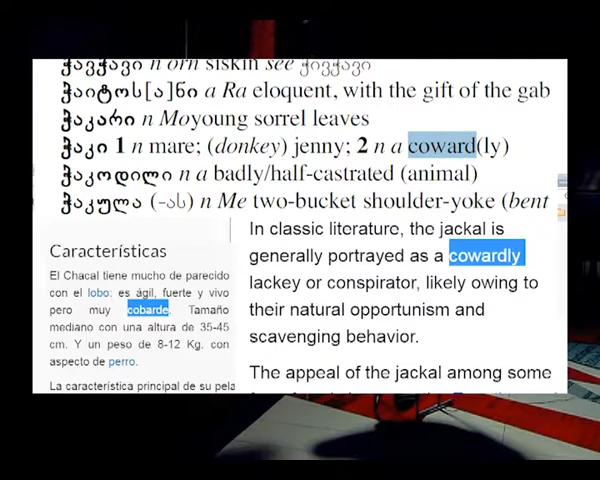 ჭავჭავი n orn siskin see ჭივჭავი
ჭაიტოს[ა]ნი a Ra eloquent, with the gift of the gab
ჭაკარი n Mo young sorrel leaves
ჭაკი 1 n mare; (donkey) jenny; 2 n a coward(ly)
ჭაკოდილი n a badly/half-castrated (animal)
ჭაკულა (-ას) n Me two-bucket shoulder-yoke (bent
Características
El Chacal tiene mucho de parecido
con el lobo: es ágil, fuerte y vivo
pero muy cobarde. Tamaño
mediano con una altura de 35-45
cm. Y un peso de 8-12 Kg. con
aspecto de perro.
La característica principal de su pela
In classic literature, the jackal is
generally portrayed as a cowardly
lackey or conspirator, likely owing to
their natural opportunism and
scavenging behavior.
The appeal of the jackal among some